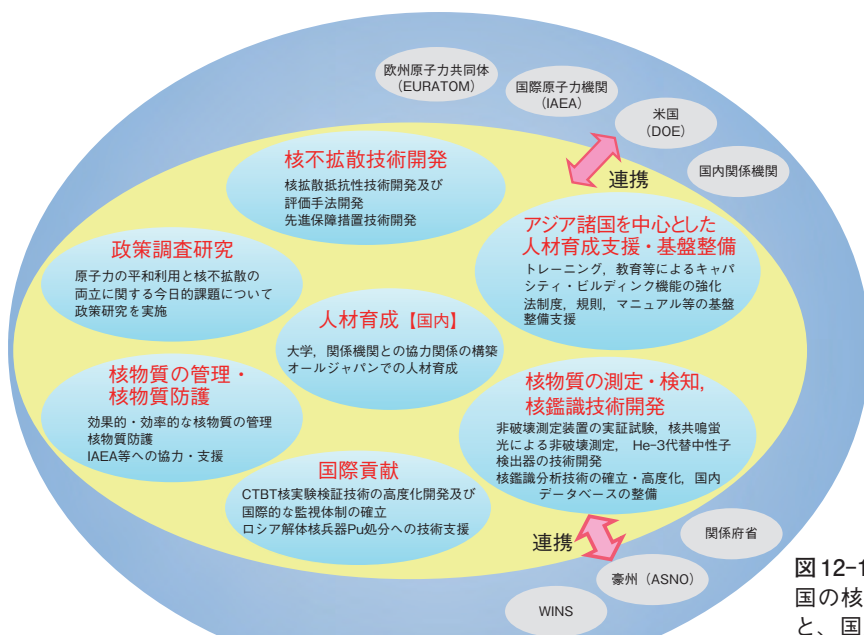 欧州原子力共同体
（EURATOM）
国際原子力機関
（IAEA）
米国
（DOE）
国内関係機関
連携
核不拡散技術開発
核拡散抵抗性技術開発及び
評価手法開発
先進保障措置技術開発
アジア諸国を中心とした
人材育成支援・基盤整備
トレーニング，教育等によるキャパ
シティ・ビルディンク機能の強化
法制度，規則，マニュアル等の基盤
整備支援
政策調査研究
原子力の平和利用と核不拡散の
両立に関する今日的課題について
政策研究を実施
人材育成【国内】
大学，関係機関との協力関係の構築
オールジャパンでの人材育成
核物質の管理・
核物質防護
効果的・効率的な核物質の管理
核物質防護
IAEA等への協力・支援
核物質の測定・検知，
核鑑識技術開発
非破壊測定装置の実証試験，核共鳴蛍
光による非破壊測定， He-3代替中性子
検出器の技術開発
核鑑識分析技術の確立・高度化，国内
データベースの整備
国際貢献
CTBT核実験検証技術の高度化開発及び
国際的な監視体制の確立
ロシア解体核兵器Pu処分への技術支援
連携
関係府省
豪州（ASNO）
WINS
図12-1
国の核
と、国